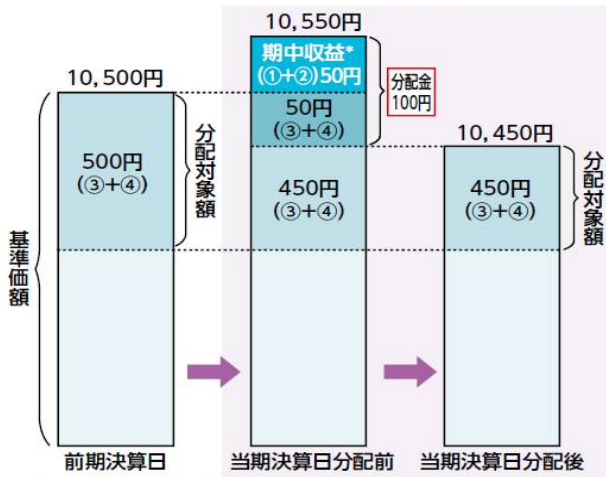 10,550円
期中収益*
(①+②)50円
分配金
100円
10,500円
50円
(③+④)
10,450円
500円
(③+④)
分配対象額
450円
(③+④)
450円
(③+④)
分配対象額
基準価額
前期決算日
当期決算日分配前
当期決算日分配後